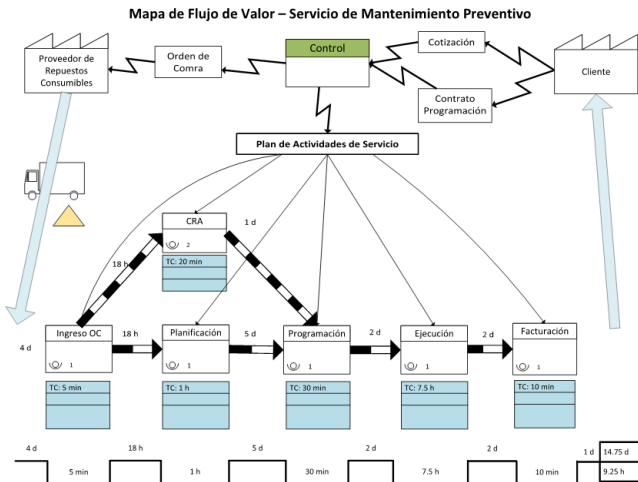 Mapa de Flujo de Valor – Servicio de Mantenimiento Preventivo
Proveedor de
Repuestos
Consumibles
Orden de
Comra
Control
Cotización
Contrato
Programación
Cliente
Plan de Actividades de Servicio
CRA
2
TC: 20 min
18 h
1 d
4 d
Ingreso OC
1
TC: 5 min
18 h
Planificación
1
TC: 1 h
5 d
Programación
1
TC: 30 min
2 d
Ejecución
1
TC: 7.5 h
2 d
Facturación
1
TC: 10 min
4 d
18 h
5 d
2 d
2 d
1 d
14.75 d
5 min
1 h
30 min
7.5 h
10 min
9.25 h